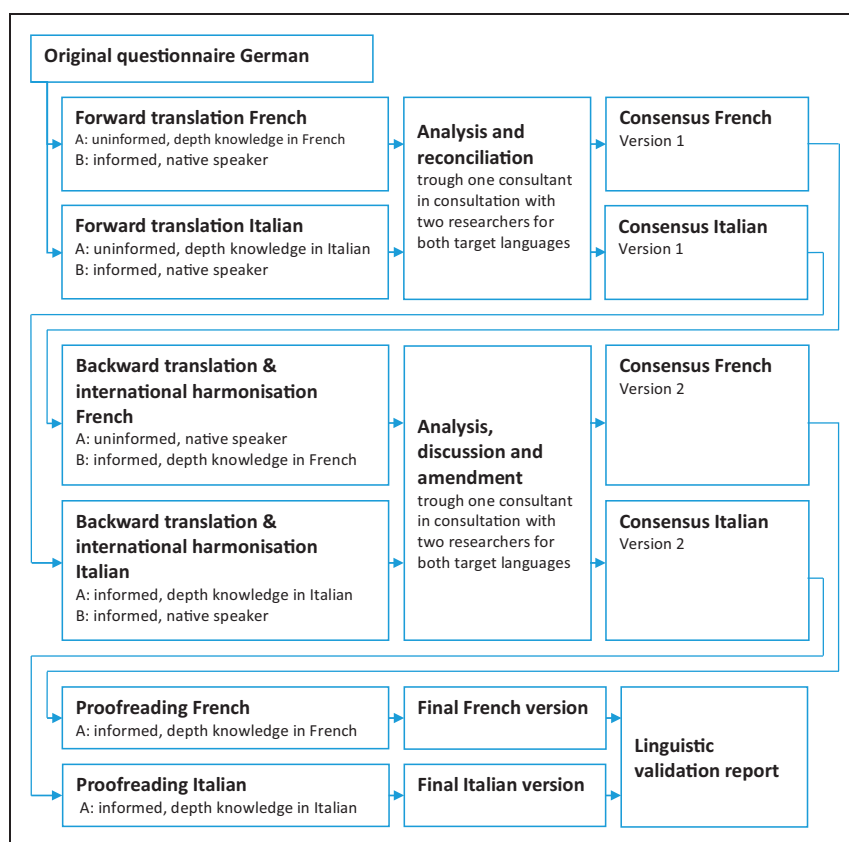 Original questionnaire German
Forward translation French
A: uninformed, depth knowledge in French
B: informed, native speaker
Forward translation Italian
A: uninformed, depth knowledge in Italian
B: informed, native speaker
Analysis and
reconciliation
trough one consultant
in consultation with
two researchers for
both target languages
Consensus French
Version 1
Consensus Italian
Version 1
Backward translation &
international harmonisation
French
A: uninformed, native speaker
B: informed, depth knowledge in French
Backward translation &
international harmonisation
Italian
A: informed, depth knowledge in Italian
B: informed, native speaker
Analysis,
discussion and
amendment
trough one consultant
in consultation with
two researchers for
both target languages
Consensus French
Version 2
Consensus Italian
Version 2
Proofreading French
A: informed, depth knowledge in French
Final French version
Proofreading Italian
A: informed, depth knowledge in Italian
Final Italian version
Linguistic
validation report